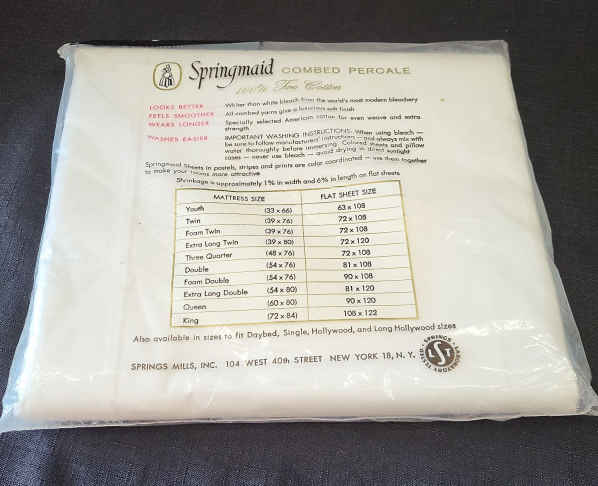 Springmaid COMBED PERCALE
100% Fine Cotton
LOOKS BETTER Whiter than white bleach from the world's most modern bleachery
FEELS SMOOTHER All combed yarns give a luxurious soft finish
WEARS LONGER Specially selected American cotton for even weave and extra
strength
WASHES EASIER IMPORTANT WASHING INSTRUCTIONS: When using bleach —
be sure to follow manufacturers' instructions — and always mix with
water thoroughly before immersing. Colored sheets and pillow
cases — never use bleach — avoid drying in direct sunlight
Springmaid Sheets in pastels, stripes and prints are color coordinated — use them together
to make your rooms more attractive
Shrinkage is approximately 1% in width and 6% in length on flat sheets
MATTRESS SIZE FLAT SHEET SIZE
Youth (33 x 66) 63 x 108
Twin (39 x 76) 72 x 108
Foam Twin (39 x 76) 72 x 108
Extra Long Twin (39 x 80) 72 x 120
Three Quarter (48 x 76) 72 x 108
Double (54 x 76) 81 x 108
Foam Double (54 x 76) 90 x 108
Extra Long Double (54 x 80) 81 x 120
Queen (60 x 80) 90 x 120
King (72 x 84) 108 x 122
Also available in sizes to fit Daybed, Single, Hollywood, and Long Hollywood sizes
SPRINGS MILLS, INC. 104 WEST 40th STREET NEW YORK 18, N. Y.
SPRINGS LABORATORY TESTED
LST